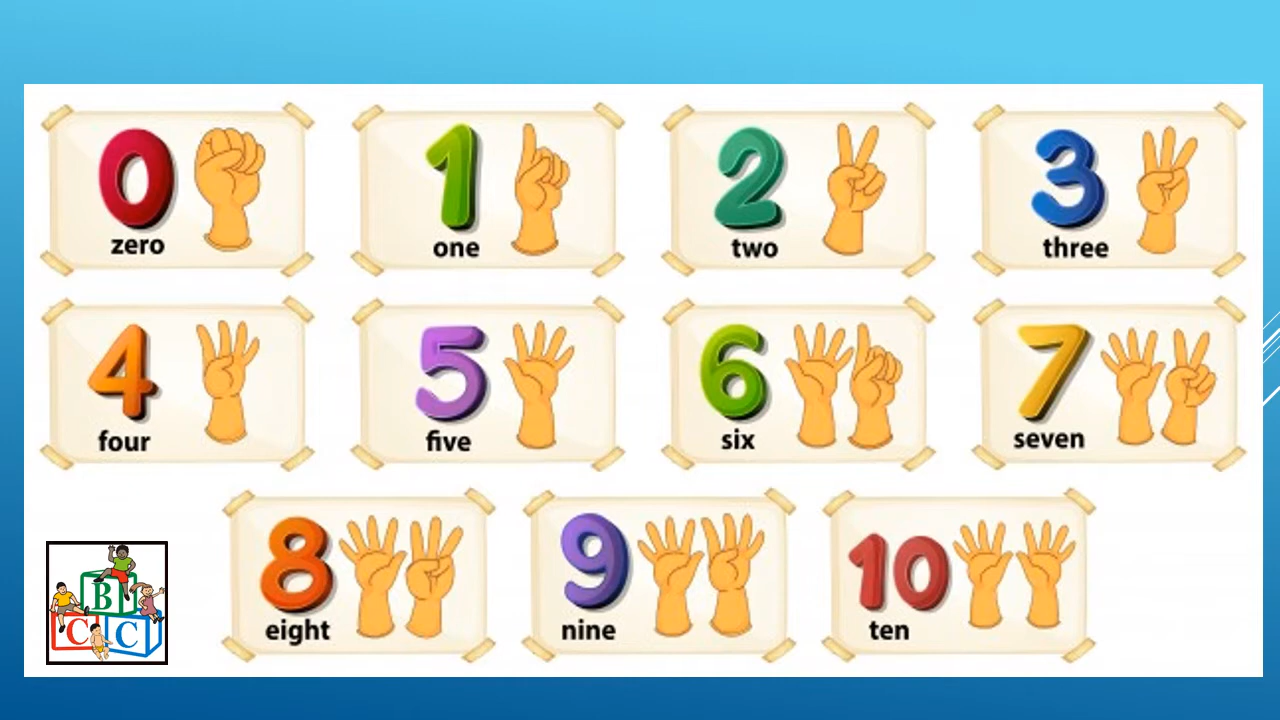 0
zero
1
one
2
two
3
three
4
four
5
five
6
six
7
seven
8
eight
9
nine
10
ten
B
C C